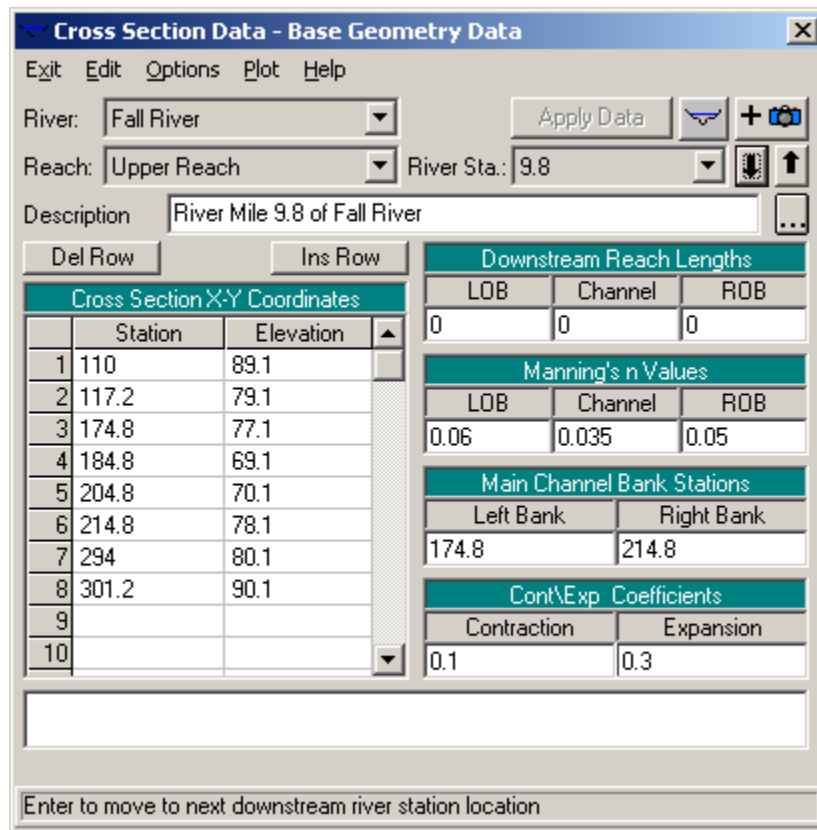 Cross Section Data - Base Geometry Data
Exit Edit Options Plot Help
River: Fall River Apply Data
Reach: Upper Reach River Sta.: 9.8
Description River Mile 9.8 of Fall River ...
Del Row Ins Row
Cross Section X-Y Coordinates
Station Elevation
1 110 89.1
2 117.2 79.1
3 174.8 77.1
4 184.8 69.1
5 204.8 70.1
6 214.8 78.1
7 294 80.1
8 301.2 90.1
9
10
Downstream Reach Lengths
LOB Channel ROB
0 0 0
Manning's n Values
LOB Channel ROB
0.06 0.035 0.05
Main Channel Bank Stations
Left Bank Right Bank
174.8 214.8
Cont\Exp Coefficients
Contraction Expansion
0.1 0.3
Enter to move to next downstream river station location